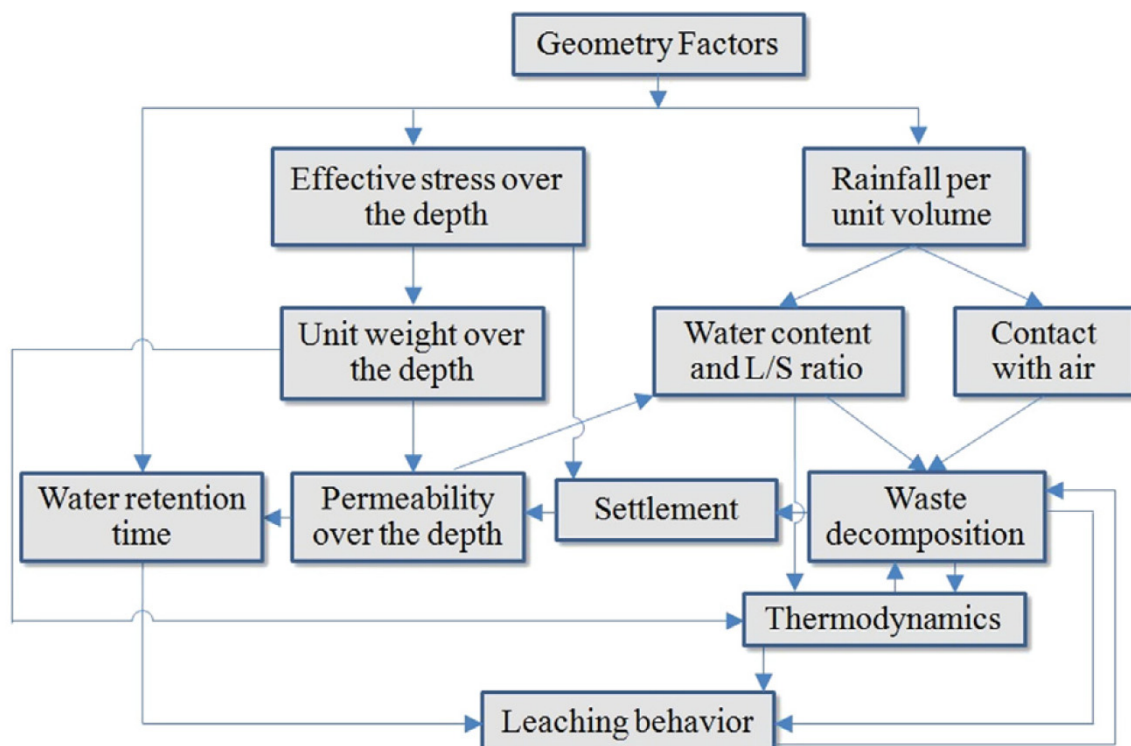 Geometry Factors
Effective stress over
the depth
Rainfall per
unit volume
Unit weight over
the depth
Water content
and L/S ratio
Contact
with air
Water retention
time
Permeability
over the depth
Settlement
Waste
decomposition
Thermodynamics
Leaching behavior